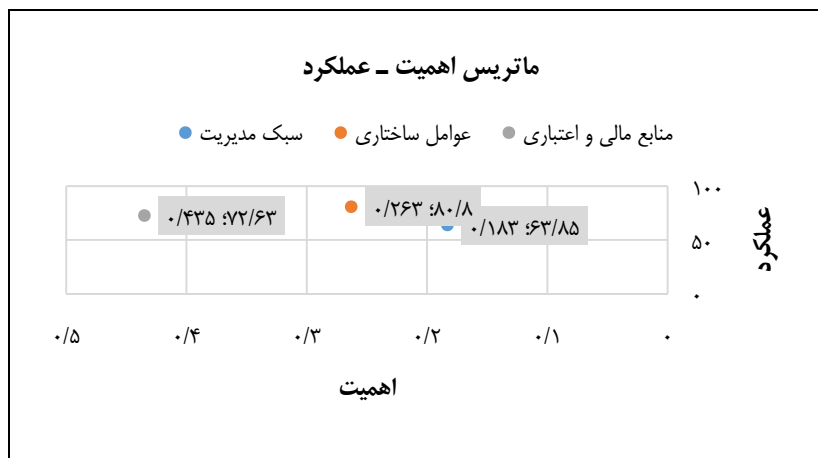 ماتریس اهمیت ـ عملکرد
منابع مالی و اعتباری عوامل ساختاری سبک مدیریت
۱۰۰
۵۰
۰
عملکرد
۰/۱۸۳؛ ۶۳/۸۵
۰/۲۶۳؛ ۸۰/۸
۰/۴۳۵؛ ۷۲/۶۳
۰ ۰/۱ ۰/۲ ۰/۳ ۰/۴ ۰/۵
اهمیت